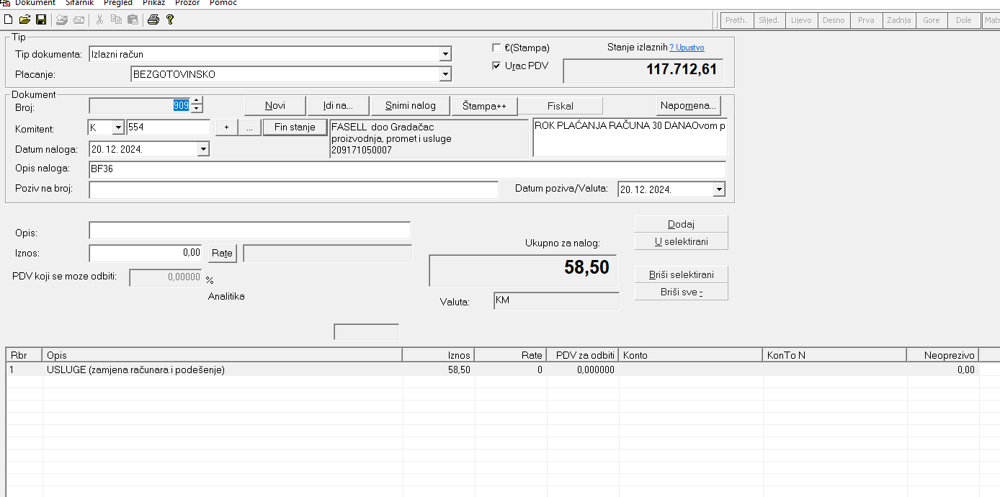 Dokument Šifarnik Pregled Prikaz Prozor Pomoć
Preth. Slijed. Lijevo Desno Prva Zadnja Gore Dole Matr
Tip
Tip dokumenta: Izlazni račun
€(Stampa)
Stanje izlaznih ? Upustvo
Placanje: BEZGOTOVINSKO
Urac PDV
117.712,61
Dokument
Broj: 909
Novi Idi na... Snimi nalog Štampa++ Fiskal Napomena...
Komitent: K 554 + ... Fin stanje
FASELL doo Gradačac
proizvodnja, promet i usluge
209171050007
ROK PLAĆANJA RAČUNA 30 DANAOvom p
Datum naloga: 20. 12. 2024.
Opis naloga: BF36
Poziv na broj:
Datum poziva/Valuta: 20. 12. 2024.
Opis:
Dodaj
Ukupno za nalog:
U selektirani
Iznos: 0,00 Rate
58,50
PDV koji se moze odbiti: 0,00000 %
Briši selektirani
Analitika
Briši sve -
Valuta: KM
Rbr Opis Iznos Rate PDV za odbiti Konto KonTo N Neoprezivo
1 USLUGE (zamjena računara i podešenje) 58,50 0 0,000000 0,00